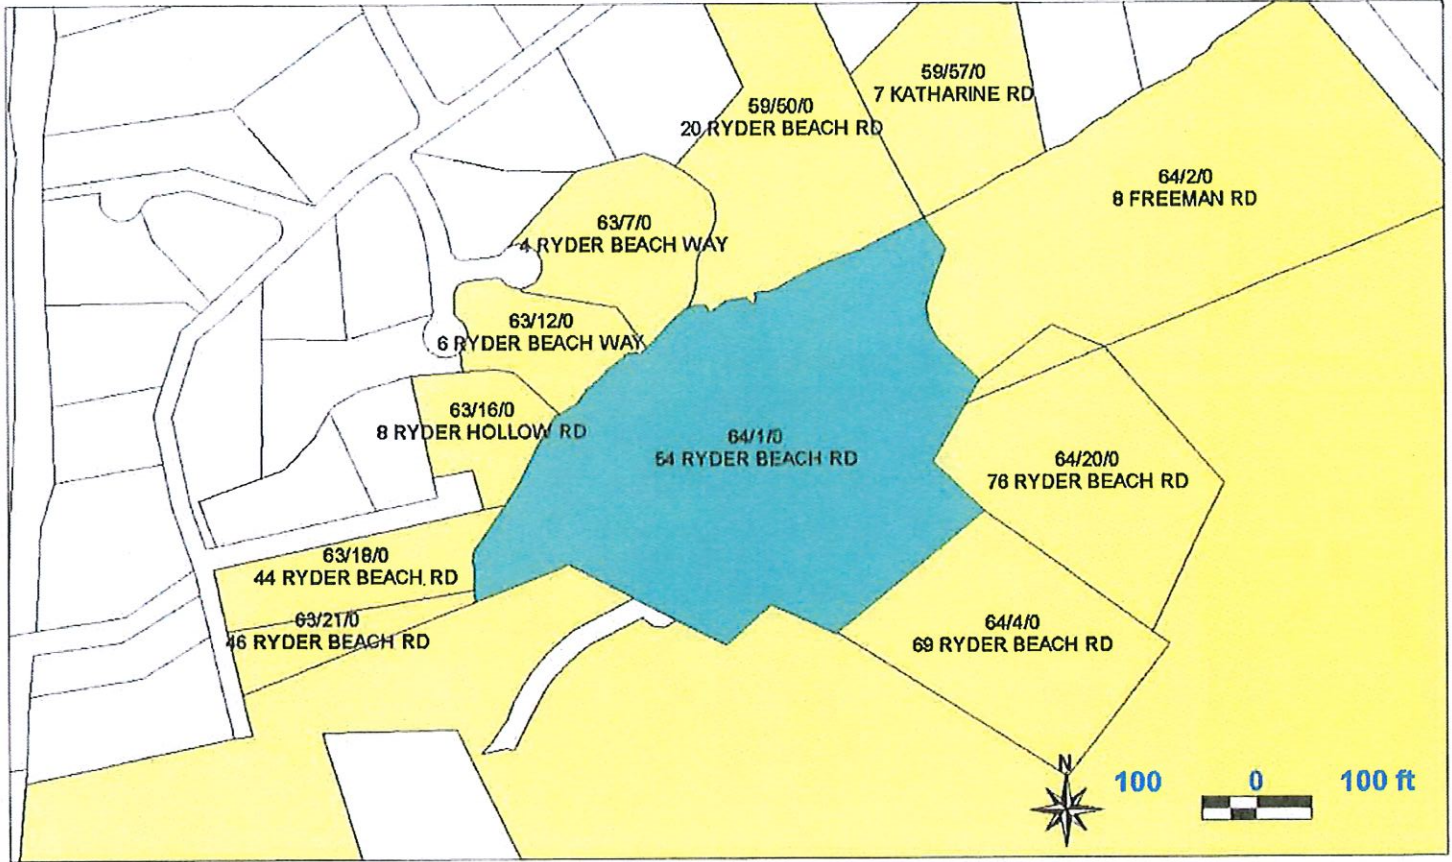 59/57/0
7 KATHARINE RD
59/50/0
20 RYDER BEACH RD
64/2/0
8 FREEMAN RD
63/7/0
4 RYDER BEACH WAY
63/12/0
6 RYDER BEACH WAY
63/16/0
8 RYDER HOLLOW RD
64/1/0
54 RYDER BEACH RD
64/20/0
76 RYDER BEACH RD
63/18/0
44 RYDER BEACH RD
63/21/0
46 RYDER BEACH RD
64/4/0
69 RYDER BEACH RD
N
100 0 100 ft